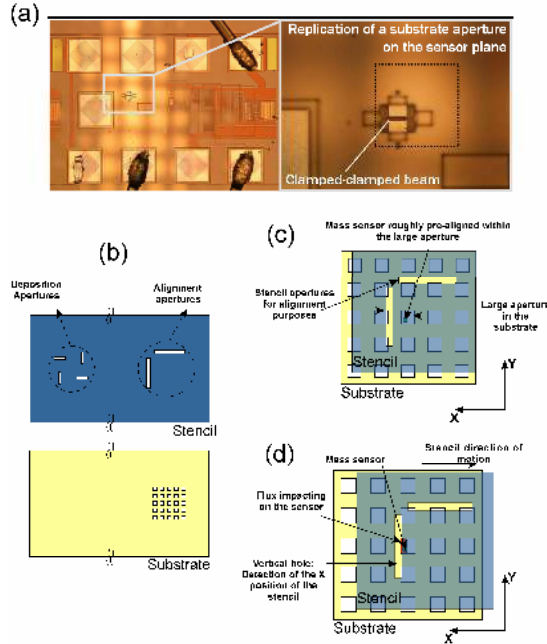 (a)
Replication of a substrate aperture
on the sensor plane
Clamped-clamped beam
(b)
Deposition
Apertures
Alignment
apertures
Stencil
Substrate
(c)
Mass sensor roughly pre-aligned within
the large aperture
Stencil apertures
for alignment
purposes
Large aperture
in the
substrate
Stencil
Substrate
Y
X
(d)
Stencil direction of
motion
Mass sensor
Flux impacting
on the sensor
Vertical hole:
Detection of the X
position of the
stencil
Stencil
Substrate
Y
X